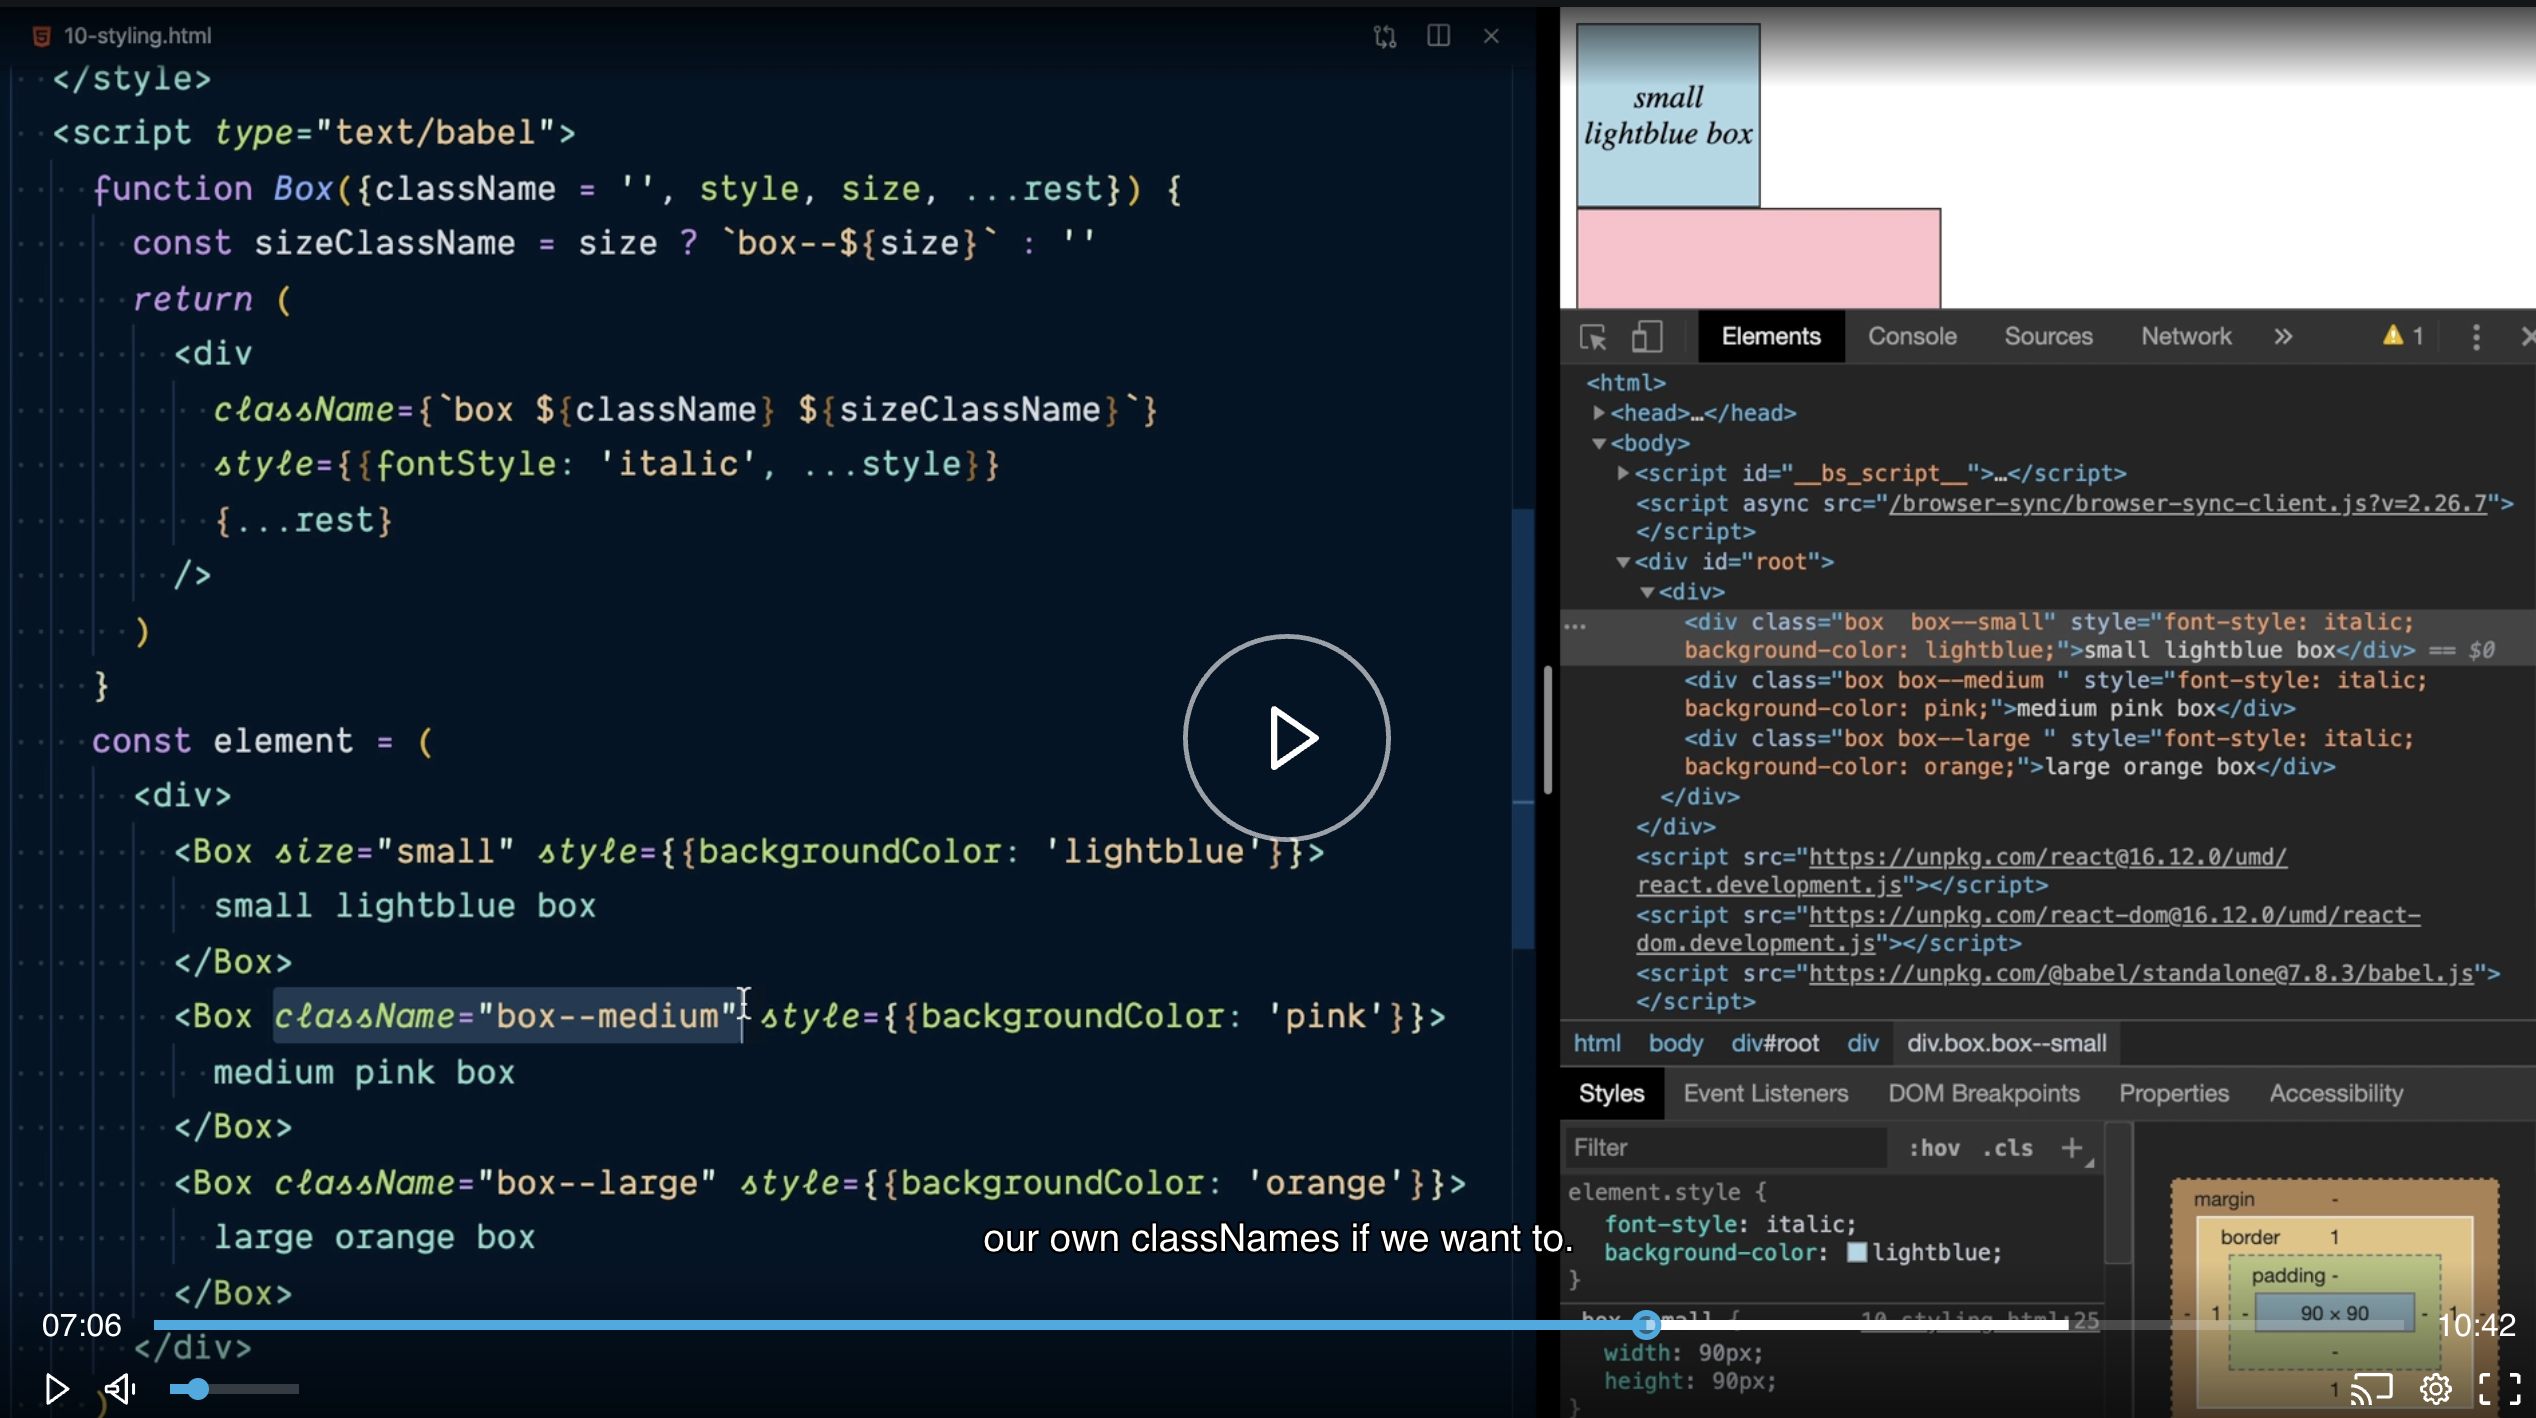 10-styling.html
</style>
<script type="text/babel">
function Box({className = '', style, size, ...rest}) {
const sizeClassName = size ? `box--${size}` : ''
return (
<div
className={`box ${className} ${sizeClassName}`}
style={{fontStyle: 'italic', ...style}}
{...rest}
/>
)
}
const element = (
<div>
<Box size="small" style={{backgroundColor: 'lightblue'}}>
small lightblue box
</Box>
<Box className="box--medium" style={{backgroundColor: 'pink'}}>
medium pink box
</Box>
<Box className="box--large" style={{backgroundColor: 'orange'}}>
large orange box
</Box>
</div>
)
our own classNames if we want to.
07:06
10:42
small
lightblue box
Elements Console Sources Network » 1
<html>
<head>…</head>
<body>
<script id="__bs_script__">…</script>
<script async src="/browser-sync/browser-sync-client.js?v=2.26.7">
</script>
<div id="root">
<div>
… <div class="box  box--small" style="font-style: italic;
background-color: lightblue;">small lightblue box</div> == $0
<div class="box box--medium " style="font-style: italic;
background-color: pink;">medium pink box</div>
<div class="box box--large " style="font-style: italic;
background-color: orange;">large orange box</div>
</div>
</div>
<script src="https://unpkg.com/react@16.12.0/umd/
react.development.js"></script>
<script src="https://unpkg.com/react-dom@16.12.0/umd/react-
dom.development.js"></script>
<script src="https://unpkg.com/@babel/standalone@7.8.3/babel.js">
</script>
html body div#root div div.box.box--small
Styles Event Listeners DOM Breakpoints Properties Accessibility
Filter :hov .cls +
element.style {
font-style: italic;
background-color: lightblue;
}
.box--small { 10-styling.html:25
width: 90px;
height: 90px;
}
margin -
border 1
padding -
- 1 - 90 × 90 - 1 -
-
1